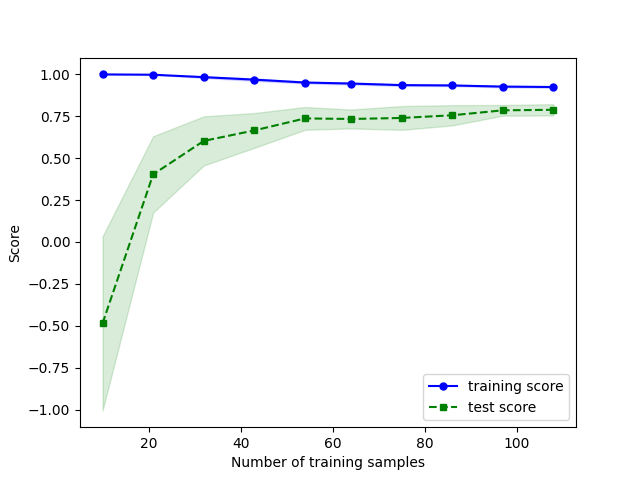 1.00
0.75
0.50
0.25
0.00
−0.25
−0.50
−0.75
−1.00
Score
20 40 60 80 100
Number of training samples
training score
test score